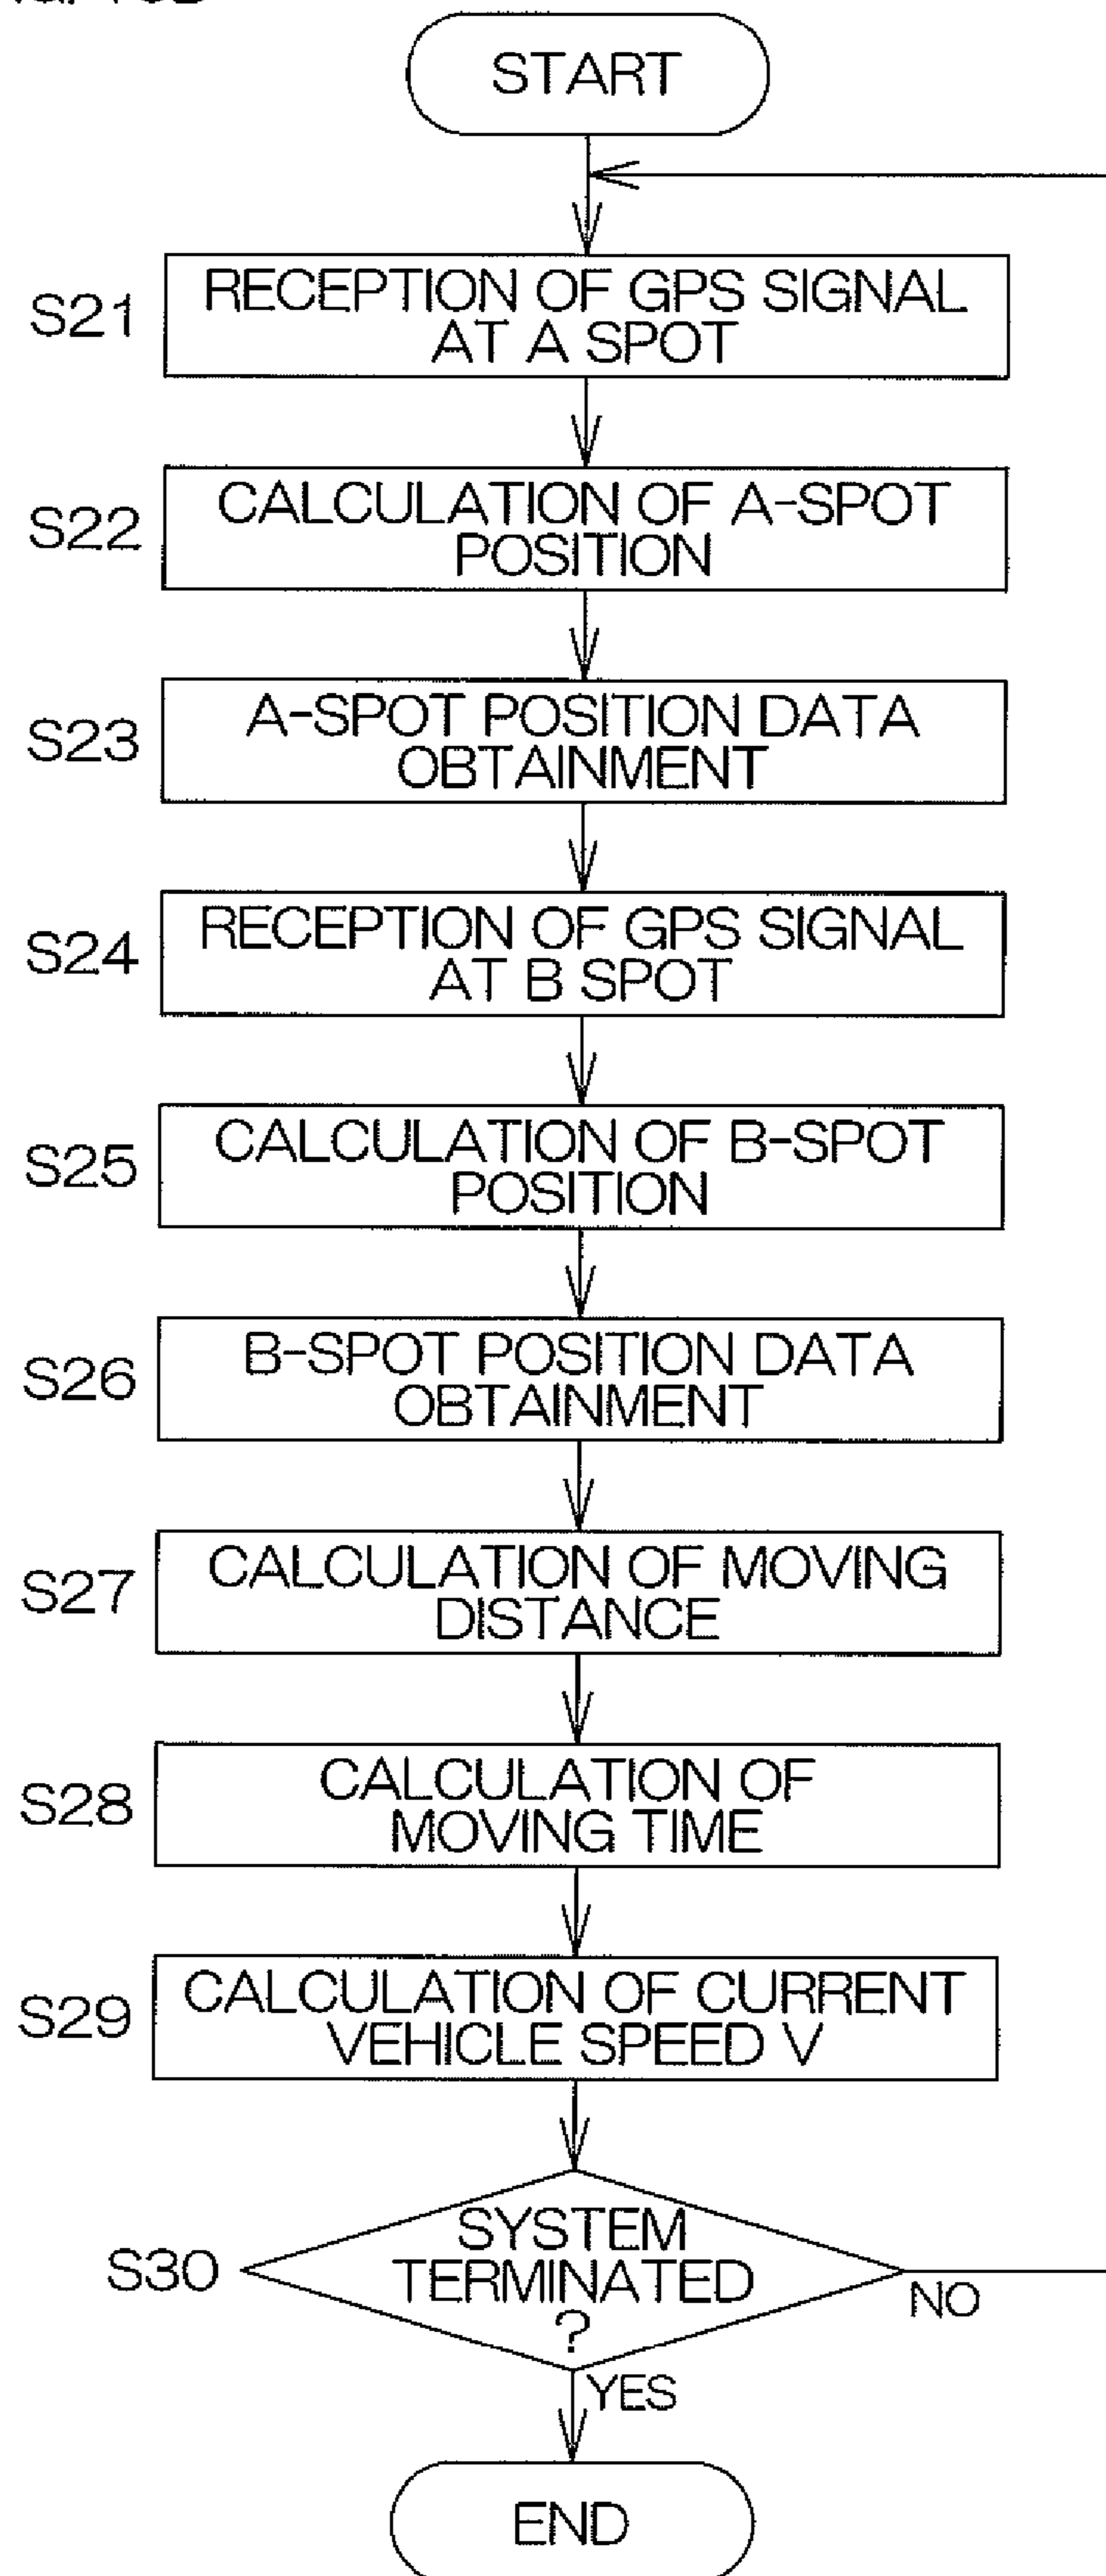 START
S21
RECEPTION OF GPS SIGNAL
AT A SPOT
S22
CALCULATION OF A-SPOT
POSITION
S23
A-SPOT POSITION DATA
OBTAINMENT
S24
RECEPTION OF GPS SIGNAL
AT B SPOT
S25
CALCULATION OF B-SPOT
POSITION
S26
B-SPOT POSITION DATA
OBTAINMENT
S27
CALCULATION OF MOVING
DISTANCE
S28
CALCULATION OF
MOVING TIME
S29
CALCULATION OF CURRENT
VEHICLE SPEED V
S30
SYSTEM
TERMINATED
?
NO
YES
END